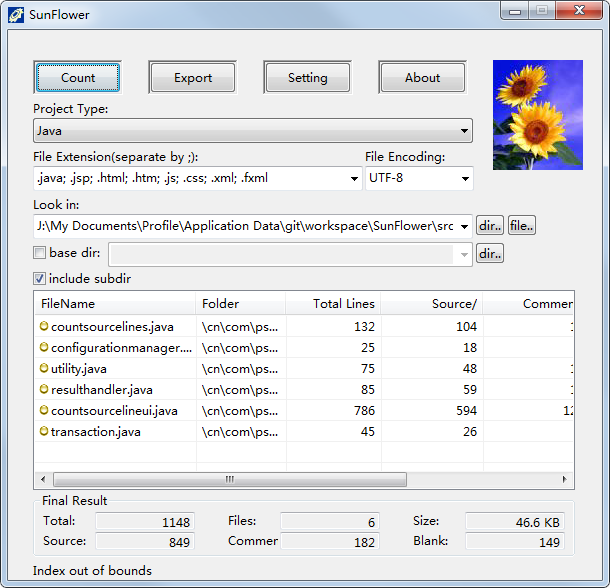 SunFlower
Count Export Setting About
Project Type:
Java
File Extension(separate by ;): File Encoding:
.java; .jsp; .html; .htm; .js; .css; .xml; .fxml UTF-8
Look in:
J:\My Documents\Profile\Application Data\git\workspace\SunFlower\src dir.. file..
base dir: dir..
include subdir
FileName Folder Total Lines Source/ Commer
countsourcelines.java \cn\com\ps... 132 104 1
configurationmanager.... \cn\com\ps... 25 18
utility.java \cn\com\ps... 75 48 1
resulthandler.java \cn\com\ps... 85 59 1
countsourcelineui.java \cn\com\ps... 786 594 12
transaction.java \cn\com\ps... 45 26
Final Result
Total: 1148 Files: 6 Size: 46.6 KB
Source: 849 Commer 182 Blank: 149
Index out of bounds